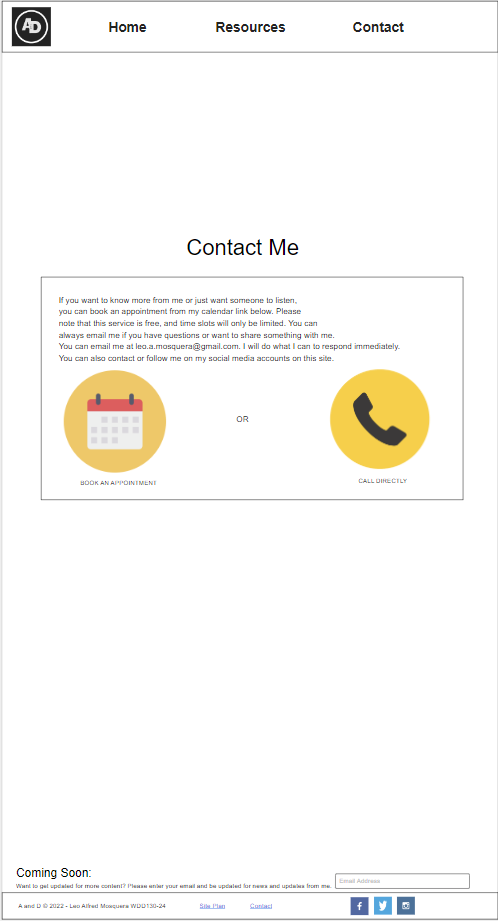 AD
Home Resources Contact
Contact Me
If you want to know more from me or just want someone to listen,
you can book an appointment from my calendar link below. Please
note that this service is free, and time slots will only be limited. You can
always email me if you have questions or want to share something with me.
You can email me at leo.a.mosquera@gmail.com. I will do what I can to respond immediately.
You can also contact or follow me on my social media accounts on this site.
OR
BOOK AN APPOINTMENT
CALL DIRECTLY
Coming Soon:
Want to get updated for more content? Please enter your email and be updated for news and updates from me.
Email Address
A and D © 2022 - Leo Alfred Mosquera WDD130-24 Site Plan Contact